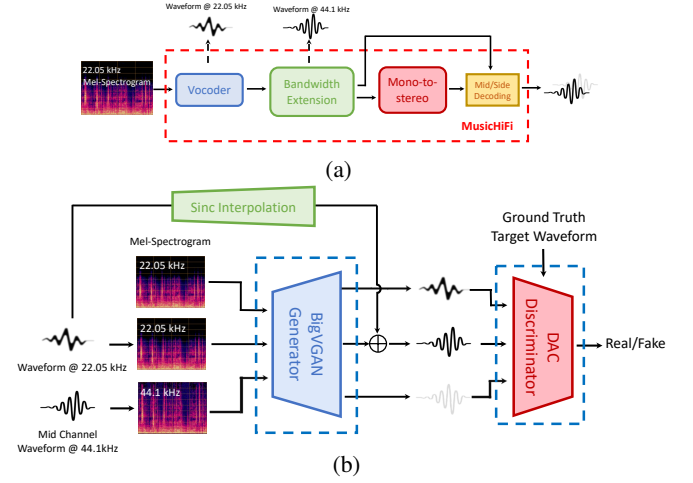 Waveform @ 22.05 kHz
Waveform @ 44.1 kHz
22.05 kHz
Mel-Spectrogram
Vocoder
Bandwidth
Extension
Mono-to-
stereo
Mid/Side
Decoding
MusicHiFi
(a)
Sinc Interpolation
Ground Truth
Target Waveform
Mel-Spectrogram
22.05 kHz
22.05 kHz
44.1 kHz
BigVGAN
Generator
DAC
Discriminator
Real/Fake
Waveform @ 22.05 kHz
Mid Channel
Waveform @ 44.1kHz
(b)